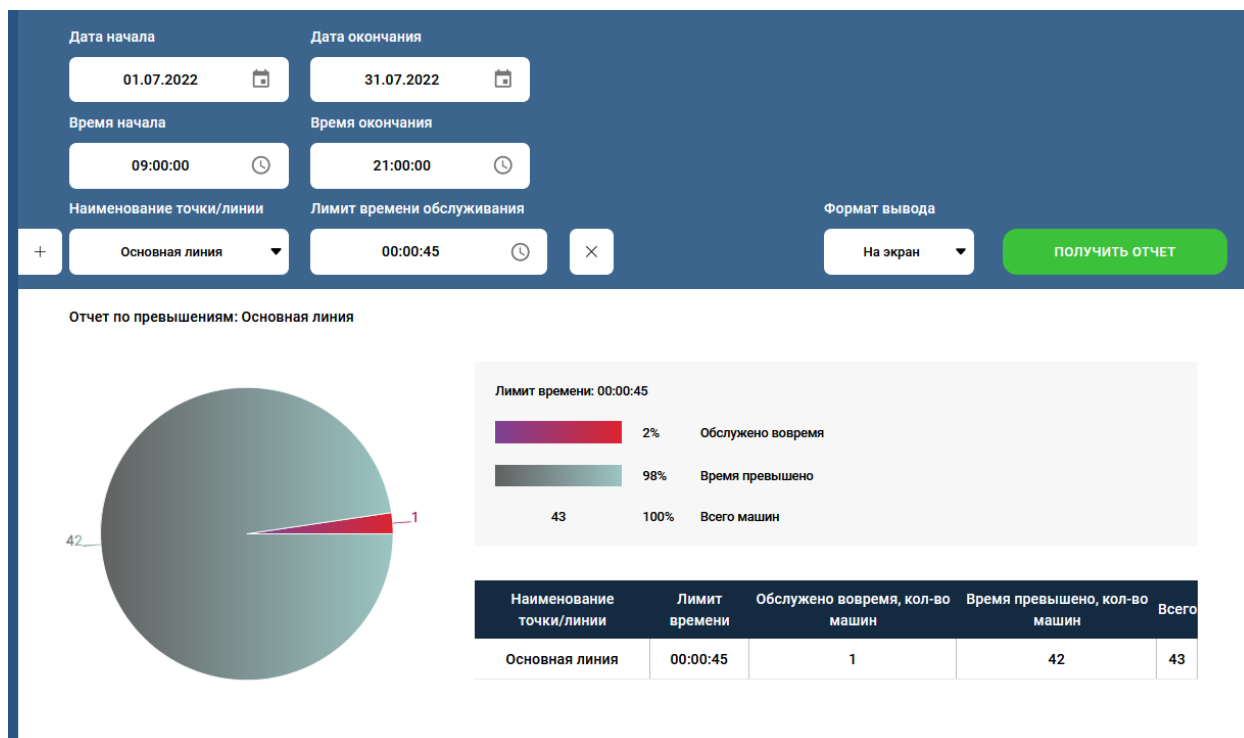 Дата начала
Дата окончания
01.07.2022
31.07.2022
Время начала
Время окончания
09:00:00
21:00:00
Наименование точки/линии
Лимит времени обслуживания
Формат вывода
+
Основная линия
00:00:45
×
На экран
ПОЛУЧИТЬ ОТЧЕТ
Отчет по превышениям: Основная линия
Лимит времени: 00:00:45
2% Обслужено вовремя
98% Время превышено
43 100% Всего машин
1
42
Наименование точки/линии
Лимит времени
Обслужено вовремя, кол-во машин
Время превышено, кол-во машин
Всего
Основная линия 00:00:45 1 42 43